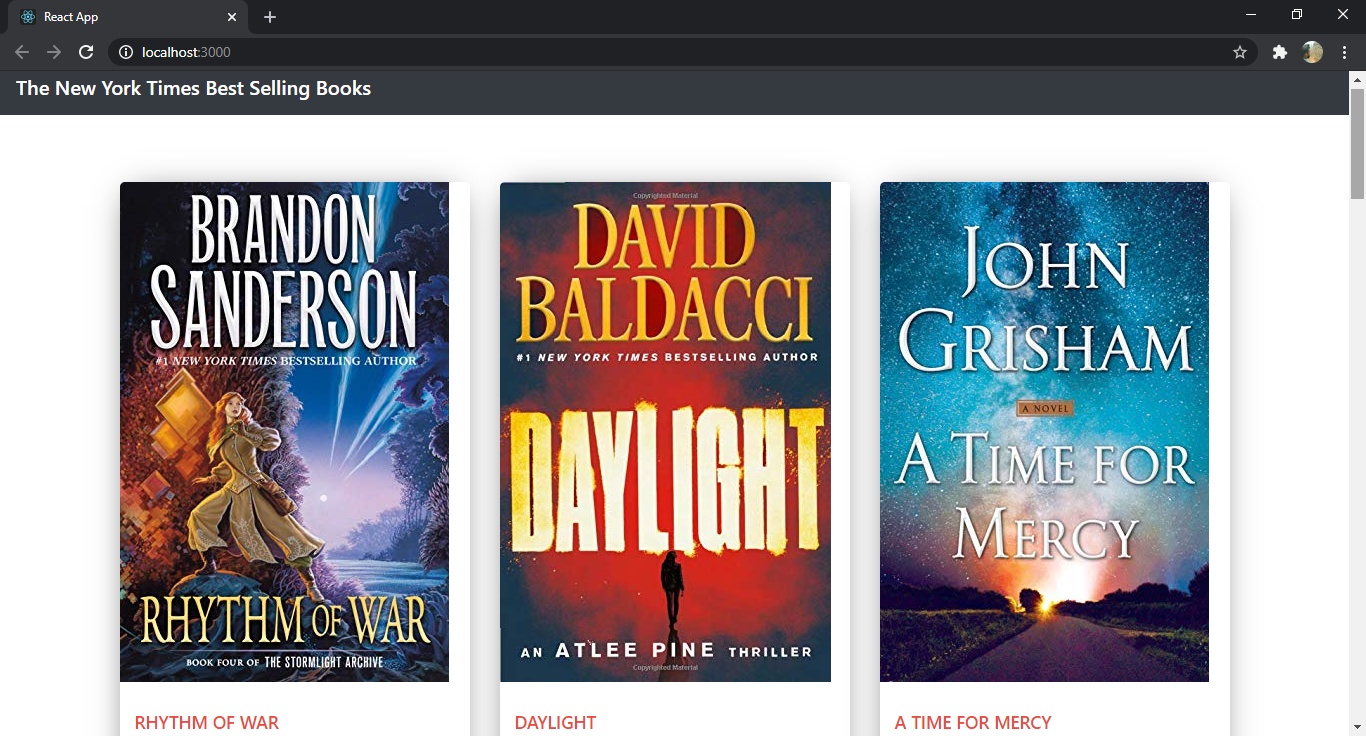 React App
localhost:3000
The New York Times Best Selling Books
BRANDON
SANDERSON
#1 NEW YORK TIMES BESTSELLING AUTHOR
RHYTHM OF WAR
BOOK FOUR OF THE STORMLIGHT ARCHIVE
RHYTHM OF WAR
Copyrighted Material
DAVID
BALDACCI
#1 NEW YORK TIMES BESTSELLING AUTHOR
DAYLIGHT
AN ATLEE PINE THRILLER
Copyrighted Material
DAYLIGHT
JOHN
GRISHAM
A NOVEL
A TIME FOR
MERCY
A TIME FOR MERCY